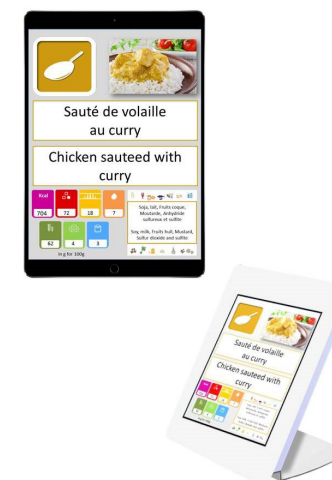 Sauté de volaille
au curry
Chicken sauteed with
curry
Kcal
704
72
18
7
62
4
3
In g for 100g
Soja, lait, Fruits coque,
Moutarde, Anhydride
sulfureux et sulfite
Soy, milk, Fruits hull, Mustard,
Sulfur dioxide and sulfite
Sauté de volaille
au curry
Chicken sauteed with
curry